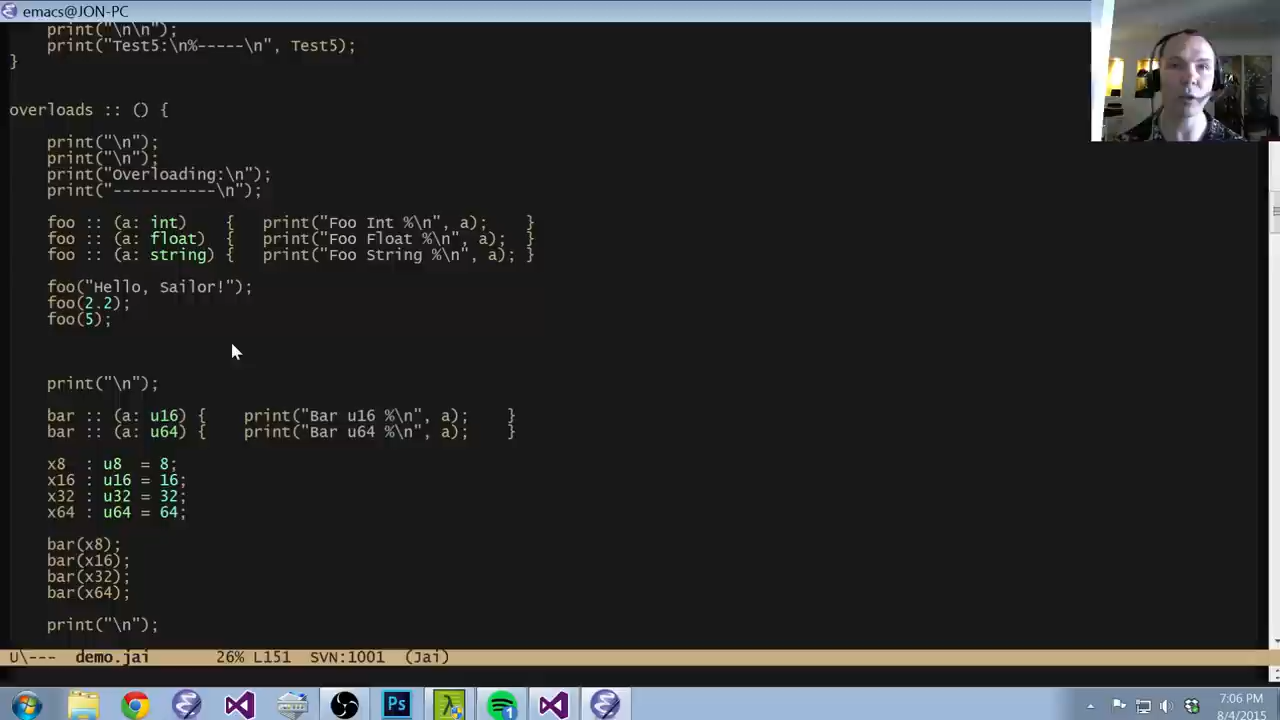 emacs@JON-PC
print("\n\n");
print("Test5:\n%-----\n", Test5);
}
overloads :: () {
print("\n");
print("\n");
print("Overloading:\n");
print("-----------\n");
foo :: (a: int) { print("Foo Int %\n", a); }
foo :: (a: float) { print("Foo Float %\n", a); }
foo :: (a: string) { print("Foo String %\n", a); }
foo("Hello, Sailor!");
foo(2.2);
foo(5);
print("\n");
bar :: (a: u16) { print("Bar u16 %\n", a); }
bar :: (a: u64) { print("Bar u64 %\n", a); }
x8 : u8 = 8;
x16 : u16 = 16;
x32 : u32 = 32;
x64 : u64 = 64;
bar(x8);
bar(x16);
bar(x32);
bar(x64);
print("\n");
U\--- demo.jai 26% L151 SVN:1001 (Jai)
Ps
λ
1
7:06 PM
8/4/2015